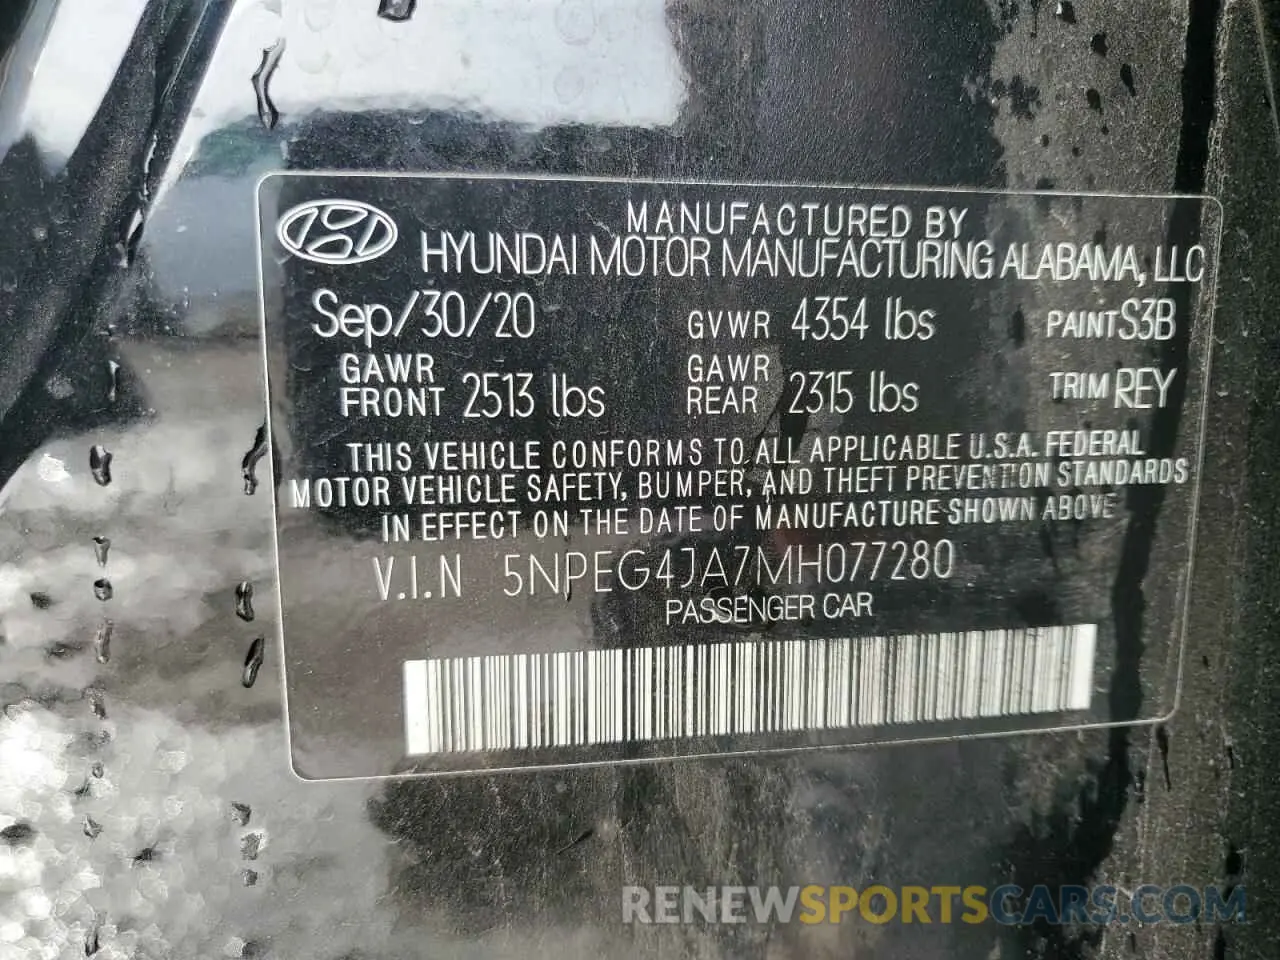 MANUFACTURED BY
HYUNDAI MOTOR MANUFACTURING ALABAMA, LLC
Sep/30/20 GVWR 4354 lbs PAINT S3B
GAWR FRONT 2513 lbs GAWR REAR 2315 lbs TRIM REY
THIS VEHICLE CONFORMS TO ALL APPLICABLE U.S.A. FEDERAL
MOTOR VEHICLE SAFETY, BUMPER, AND THEFT PREVENTION STANDARDS
IN EFFECT ON THE DATE OF MANUFACTURE SHOWN ABOVE
V.I.N 5NPEG4JA7MH077280
PASSENGER CAR
RENEWSPORTSCARS.COM